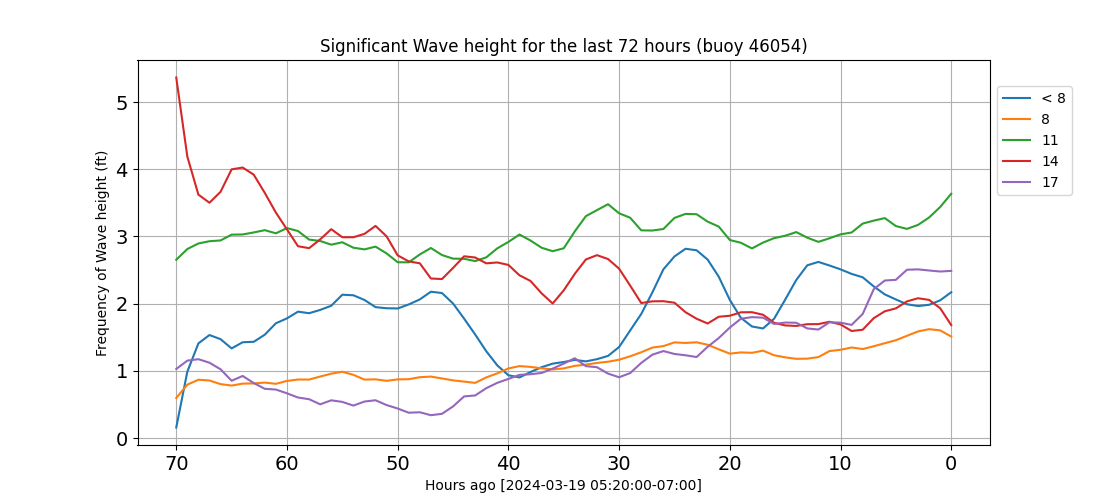 Significant Wave height for the last 72 hours (buoy 46054)
Frequency of Wave height (ft)
5
4
3
2
1
0
70 60 50 40 30 20 10 0
Hours ago [2024-03-19 05:20:00-07:00]
< 8
8
11
14
17